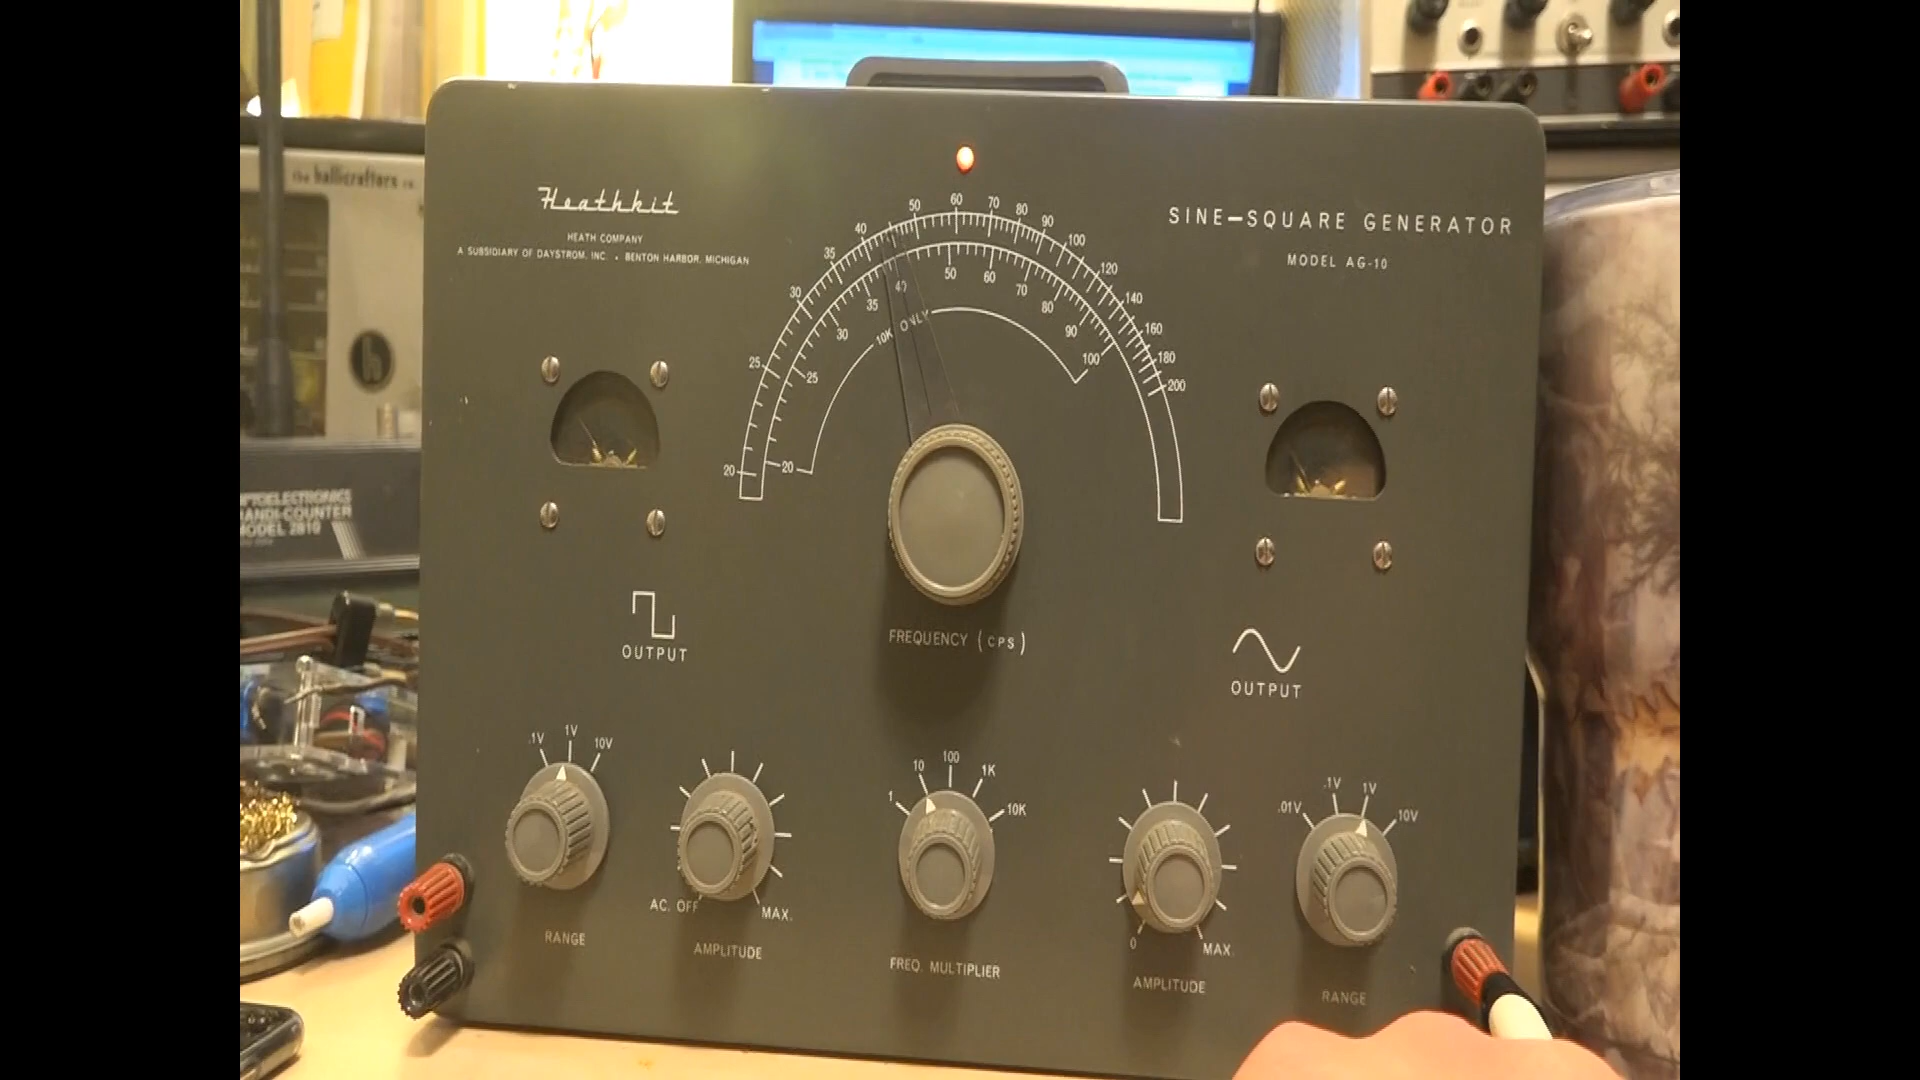 the hallicrafters co.
Heathkit
HEATH COMPANY
A SUBSIDIARY OF DAYSTROM, INC. • BENTON HARBOR, MICHIGAN
SINE-SQUARE GENERATOR
MODEL AG-10
20 25 30 35 40 50 60 70 80 90 100 120 140 160 180 200
20 25 30 35 40 50 60 70 80 90 100
10K ONLY
OPTOELECTRONICS
HANDI-COUNTER
MODEL 2810
FREQUENCY (CPS)
OUTPUT
OUTPUT
.1V 1V 10V
RANGE
AC. OFF MAX.
AMPLITUDE
1 10 100 1K 10K
FREQ. MULTIPLIER
0 MAX.
AMPLITUDE
.01V .1V 1V 10V
RANGE